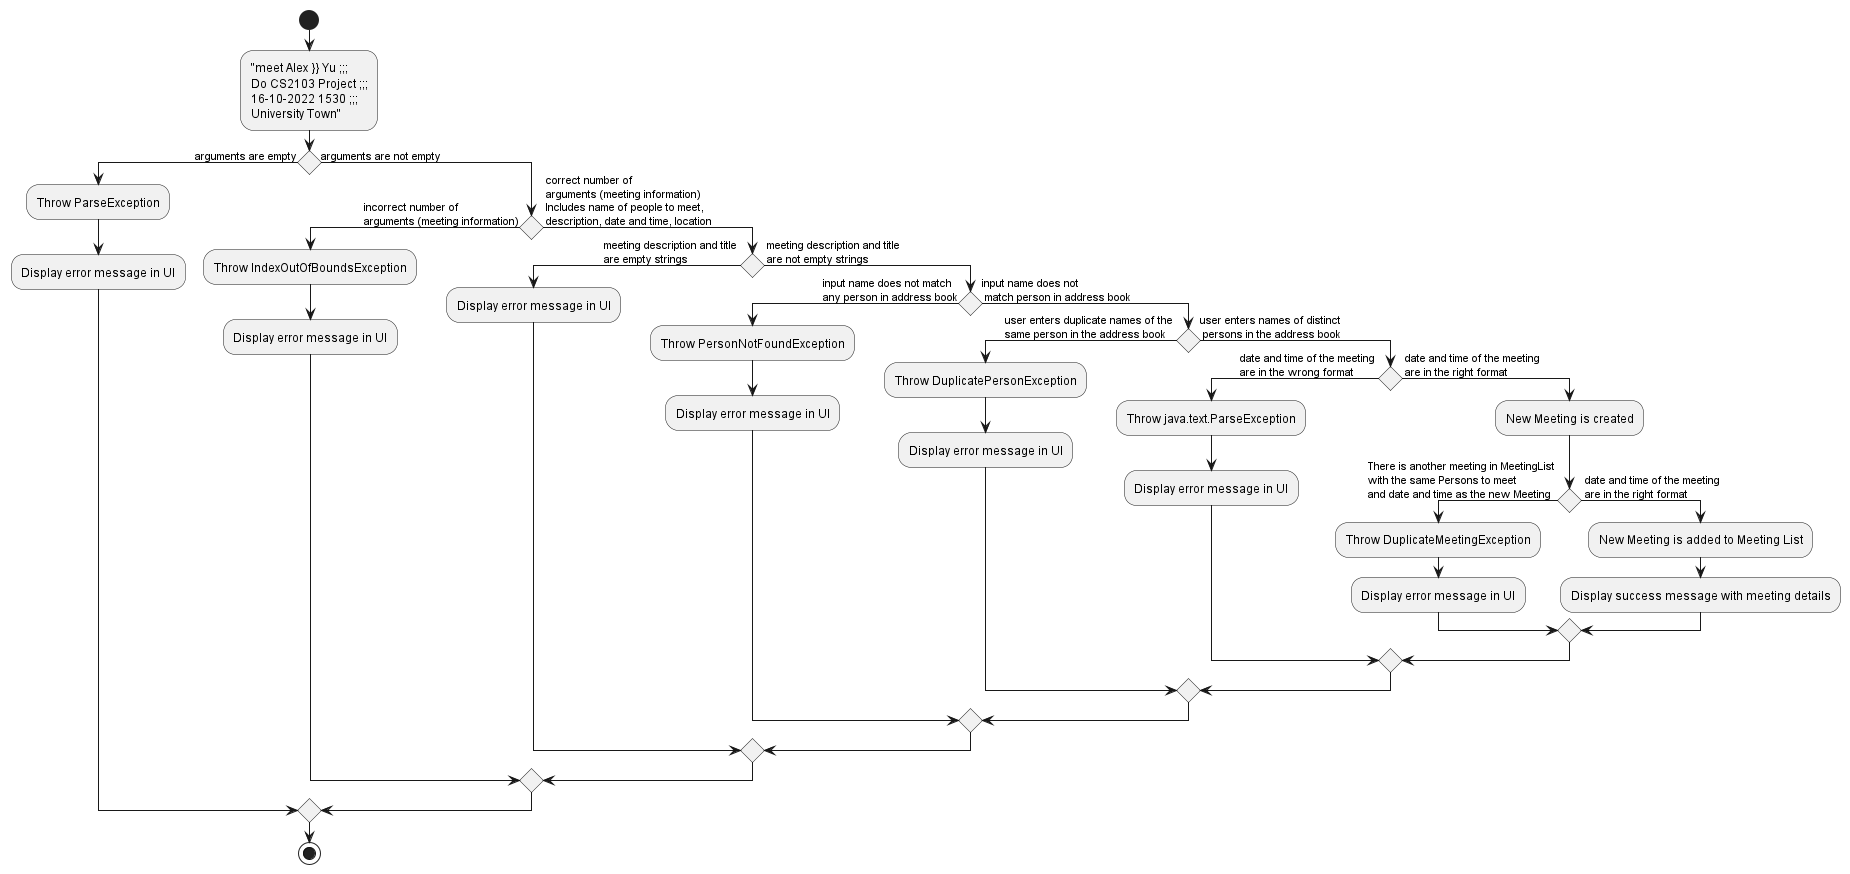 "meet Alex }} Yu ;;;
Do CS2103 Project ;;;
16-10-2022 1530 ;;;
University Town"
arguments are empty
arguments are not empty
Throw ParseException
Display error message in UI
incorrect number of
arguments (meeting information)
correct number of
arguments (meeting information)
Includes name of people to meet,
description, date and time, location
Throw IndexOutOfBoundsException
Display error message in UI
meeting description and title
are empty strings
meeting description and title
are not empty strings
Display error message in UI
input name does not match
any person in address book
input name does not
match person in address book
Throw PersonNotFoundException
Display error message in UI
user enters duplicate names of the
same person in the address book
user enters names of distinct
persons in the address book
Throw DuplicatePersonException
Display error message in UI
date and time of the meeting
are in the wrong format
date and time of the meeting
are in the right format
Throw java.text.ParseException
Display error message in UI
New Meeting is created
There is another meeting in MeetingList
with the same Persons to meet
and date and time as the new Meeting
date and time of the meeting
are in the right format
Throw DuplicateMeetingException
Display error message in UI
New Meeting is added to Meeting List
Display success message with meeting details